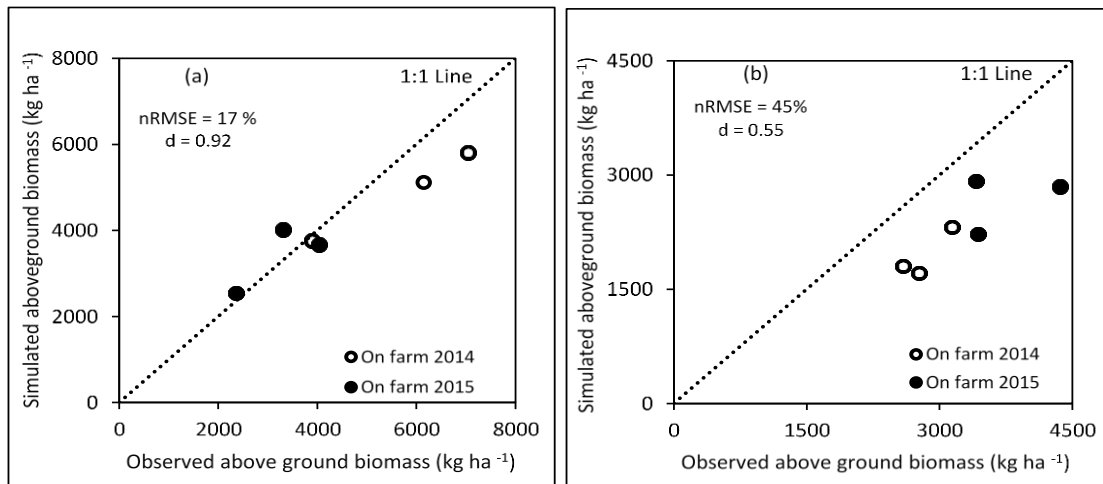 Simulated aboveground biomass (kg ha ⁻¹)
8000
6000
4000
2000
0
(a)
1:1 Line
nRMSE = 17 %
d = 0.92
On farm 2014
On farm 2015
0 2000 4000 6000 8000
Observed above ground biomass (kg ha ⁻¹)
Simulated aboveground biomass (kg ha ⁻¹)
4500
3000
1500
0
(b)
1:1 Line
nRMSE = 45%
d = 0.55
On farm 2014
On farm 2015
0 1500 3000 4500
Observed above ground biomass (kg ha ⁻¹)